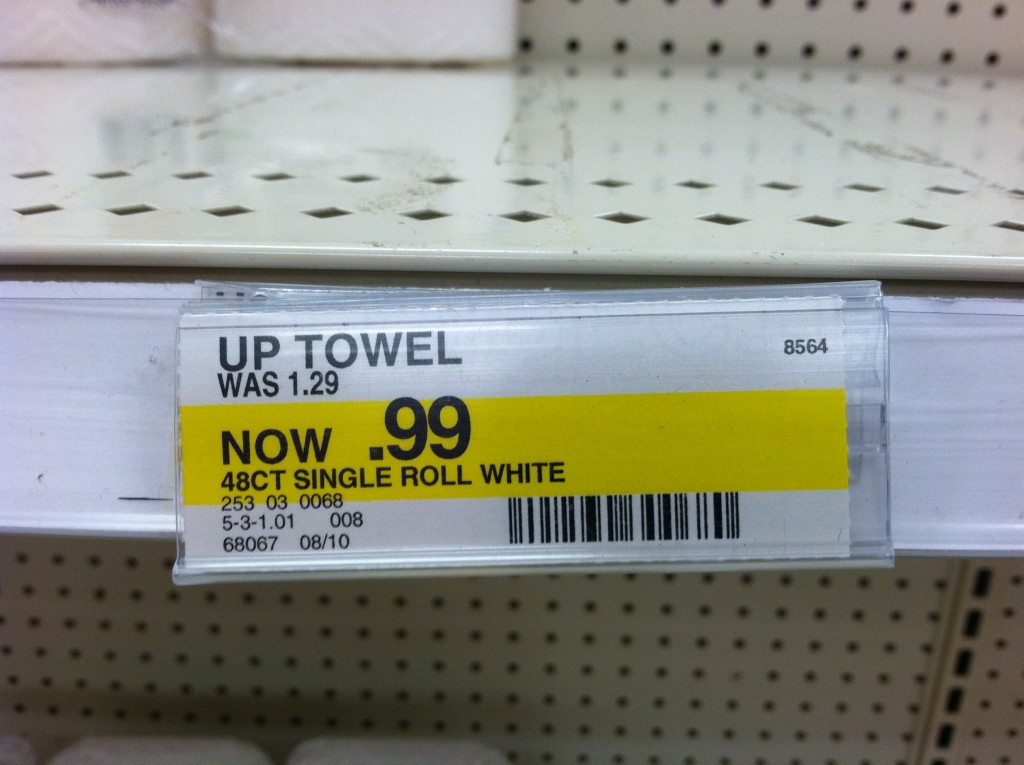 UP TOWEL
8564
WAS 1.29
NOW .99
48CT SINGLE ROLL WHITE
253 03 0068
5-3-1.01 008
68067 08/10